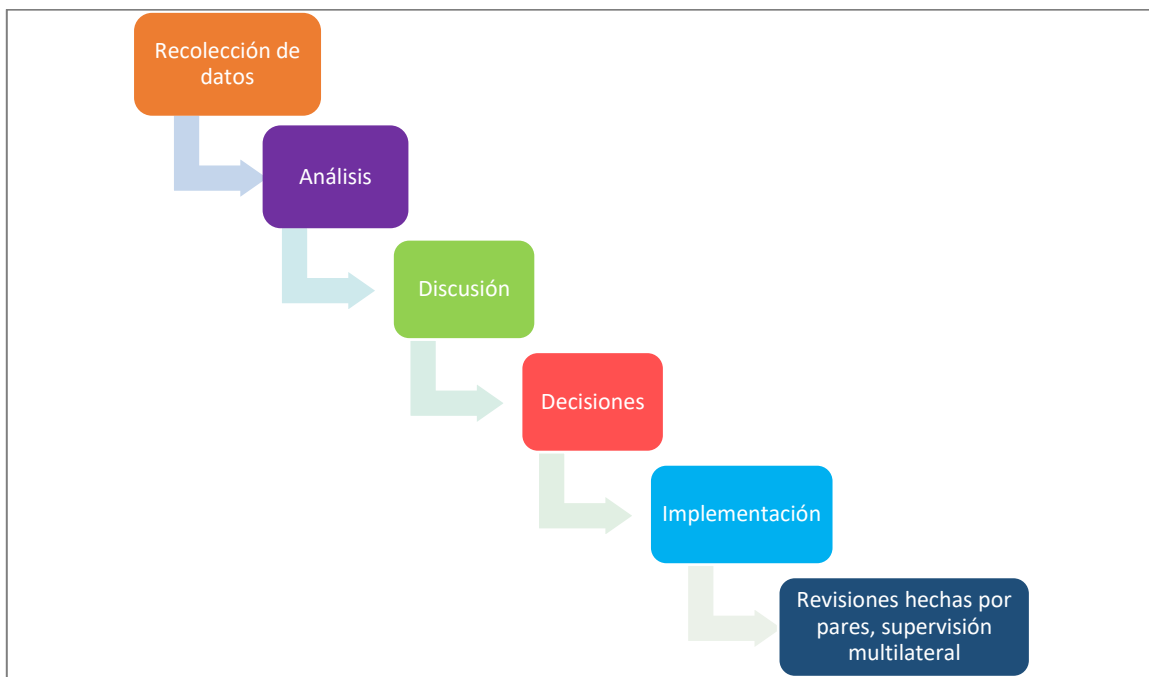 Recolección de
datos
Análisis
Discusión
Decisiones
Implementación
Revisiones hechas por
pares, supervisión
multilateral